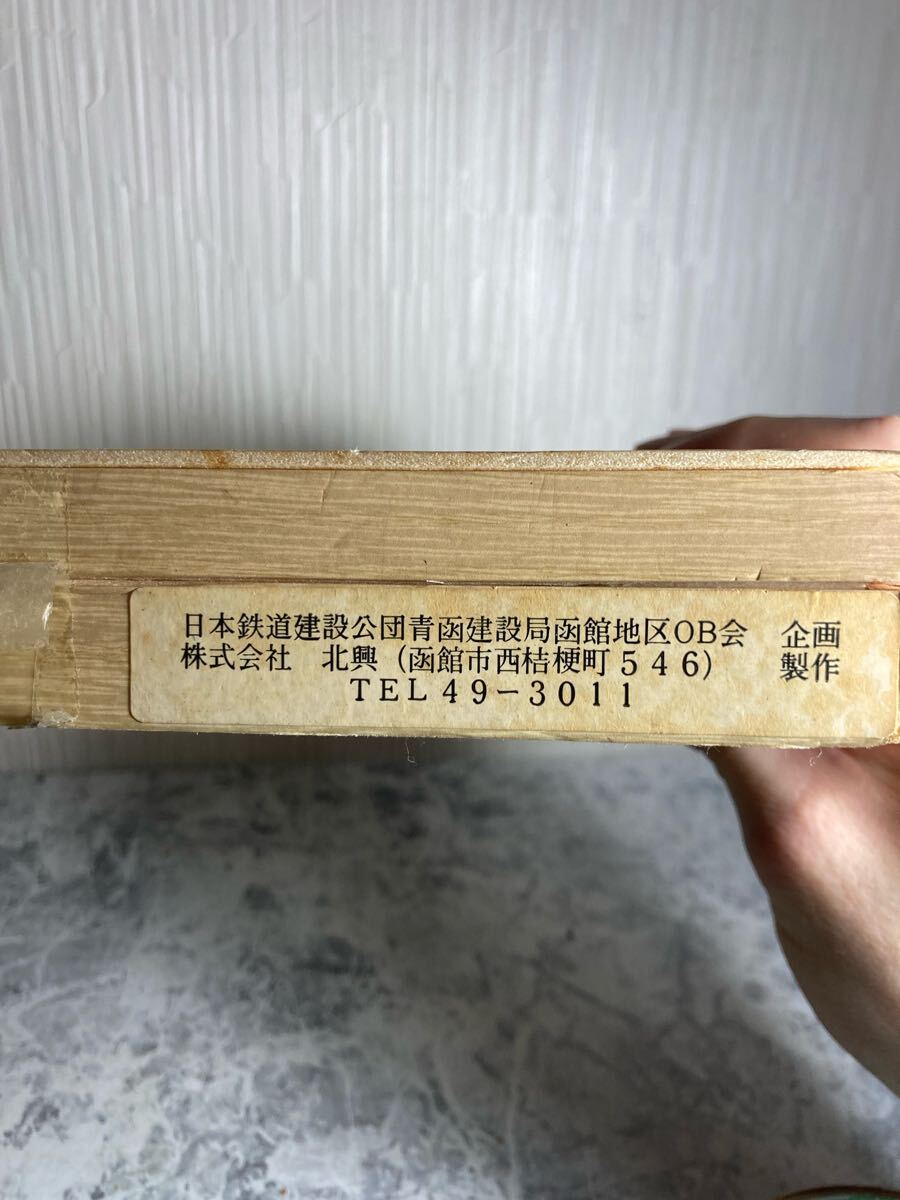 日本鉄道建設公団青函建設局函館地区OB会　企画
株式会社　北興（函館市西桔梗町５４６）　製作
ＴＥＬ４９－３０１１